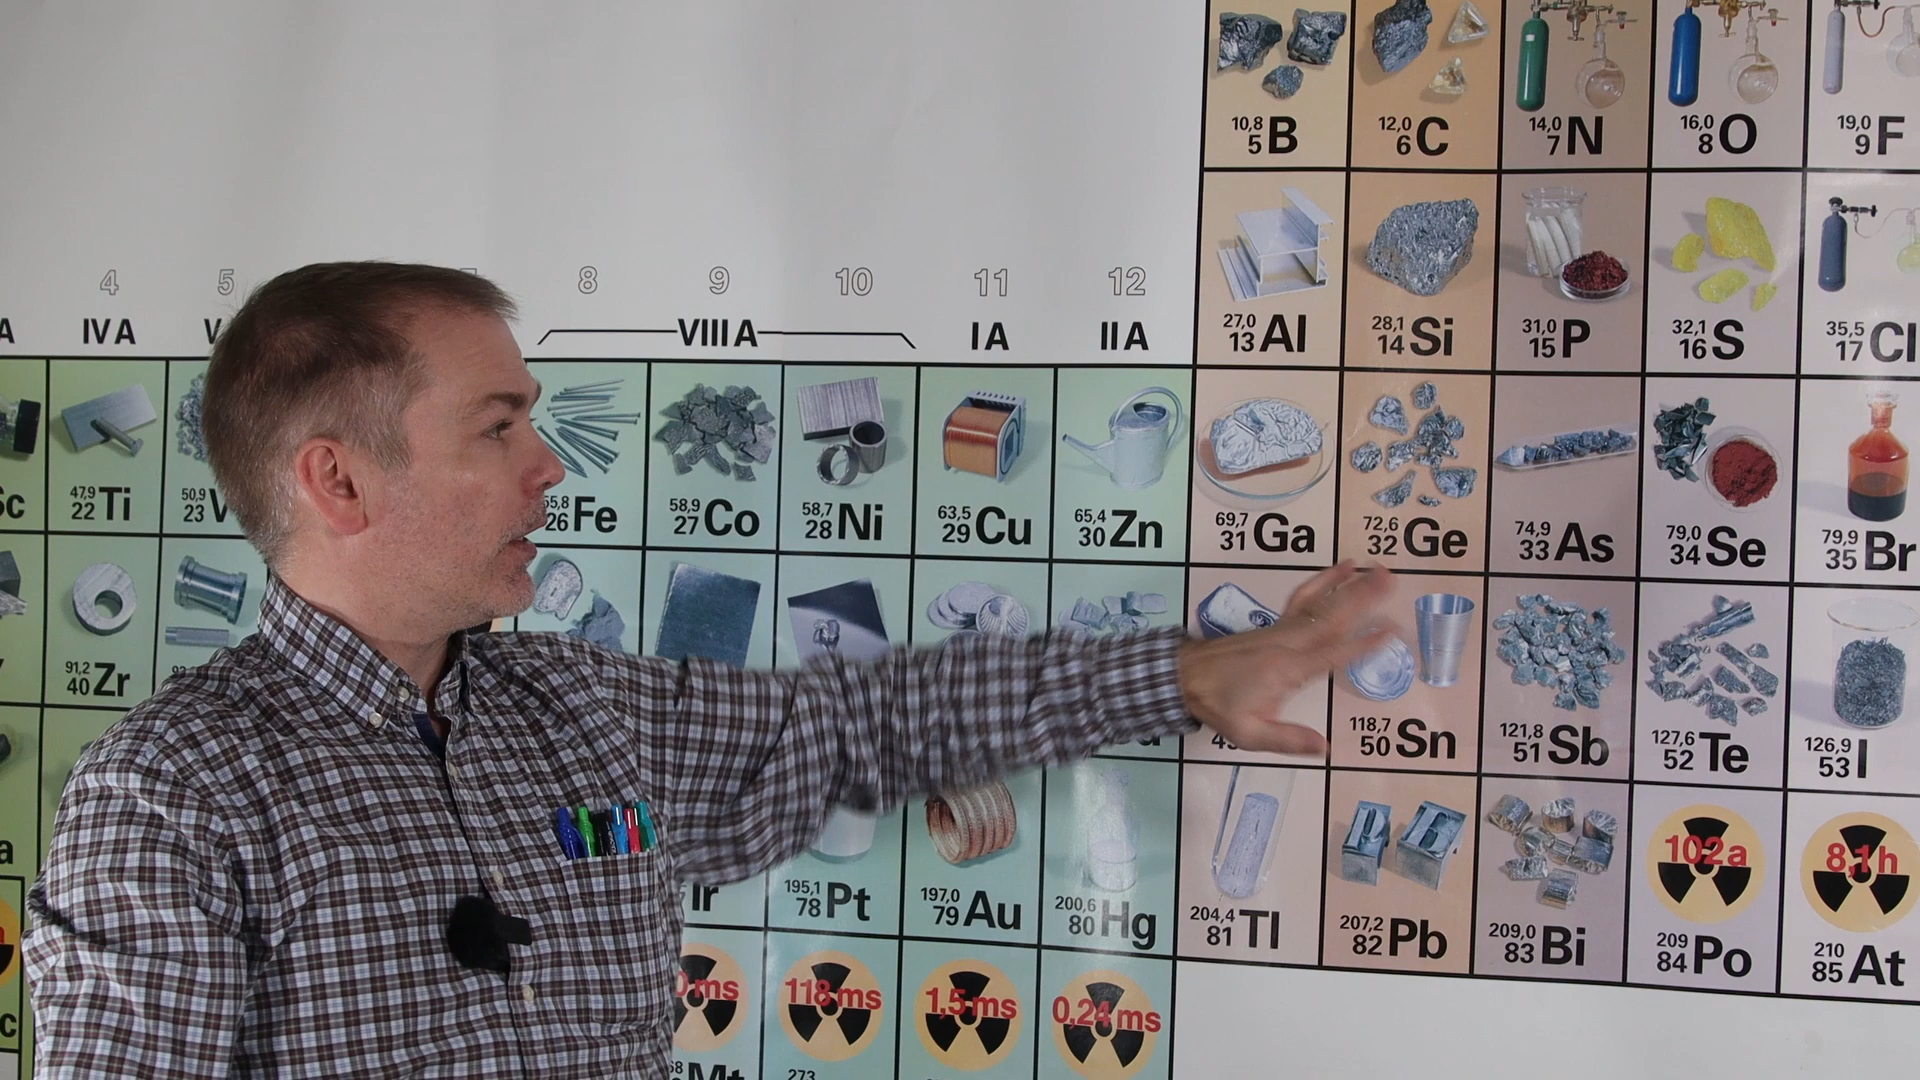 10,8
5 B
12,0
6 C
14,0
7 N
16,0
8 O
19,0
9 F
27,0
13 Al
28,1
14 Si
31,0
15 P
32,1
16 S
35,5
17 Cl
4 5 8 9 10 11 12
A IV A V VIII A I A II A
Sc
47,9
22 Ti
50,9
23 V
55,8
26 Fe
58,9
27 Co
58,7
28 Ni
63,5
29 Cu
65,4
30 Zn
69,7
31 Ga
72,6
32 Ge
74,9
33 As
79,0
34 Se
79,9
35 Br
91,2
40 Zr
118,7
50 Sn
121,8
51 Sb
127,6
52 Te
126,9
53 I
a
Ir
195,1
78 Pt
197,0
79 Au
200,6
80 Hg
204,4
81 Tl
207,2
82 Pb
209,0
83 Bi
102a
209
84 Po
8,1h
210
85 At
0ms
118ms
1,5ms
0,24ms
c
68
Mt
273